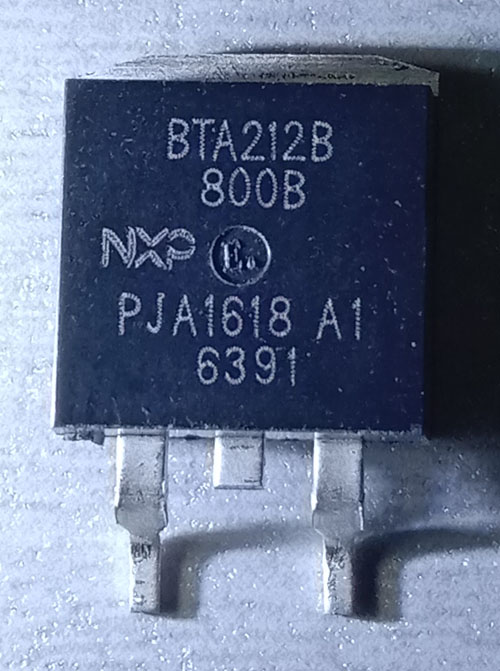 BTA212B
800B
NXP E.
PJA1618 A1
6391